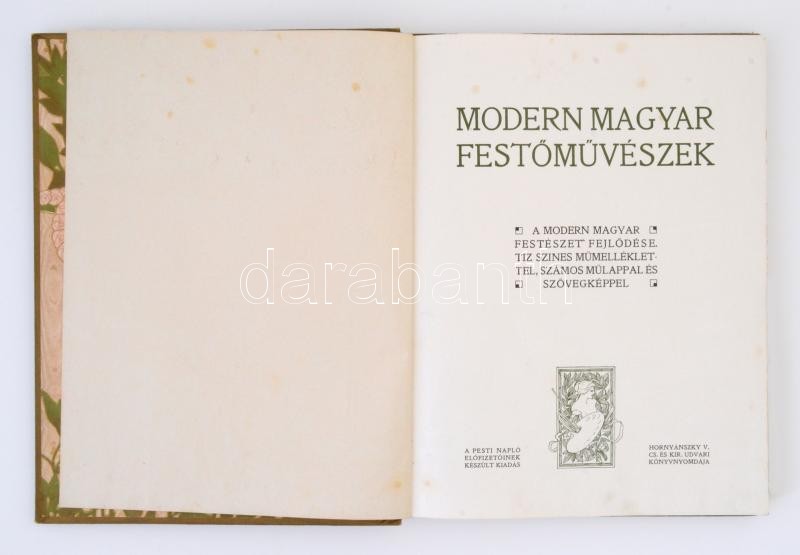 MODERN MAGYAR
FESTŐMŰVÉSZEK
A MODERN MAGYAR
FESTÉSZET FEJLŐDÉSE.
TIZ SZINES MŰMELLÉKLET-
TEL, SZÁMOS MŰLAPPAL ÉS
SZÖVEGKÉPPEL
darabanth
A PESTI NAPLÓ
ELŐFIZETŐINEK
KÉSZÜLT KIADÁS
HORNYÁNSZKY V.
CS. ÉS KIR. UDVARI
KÖNYVNYOMDÁJA